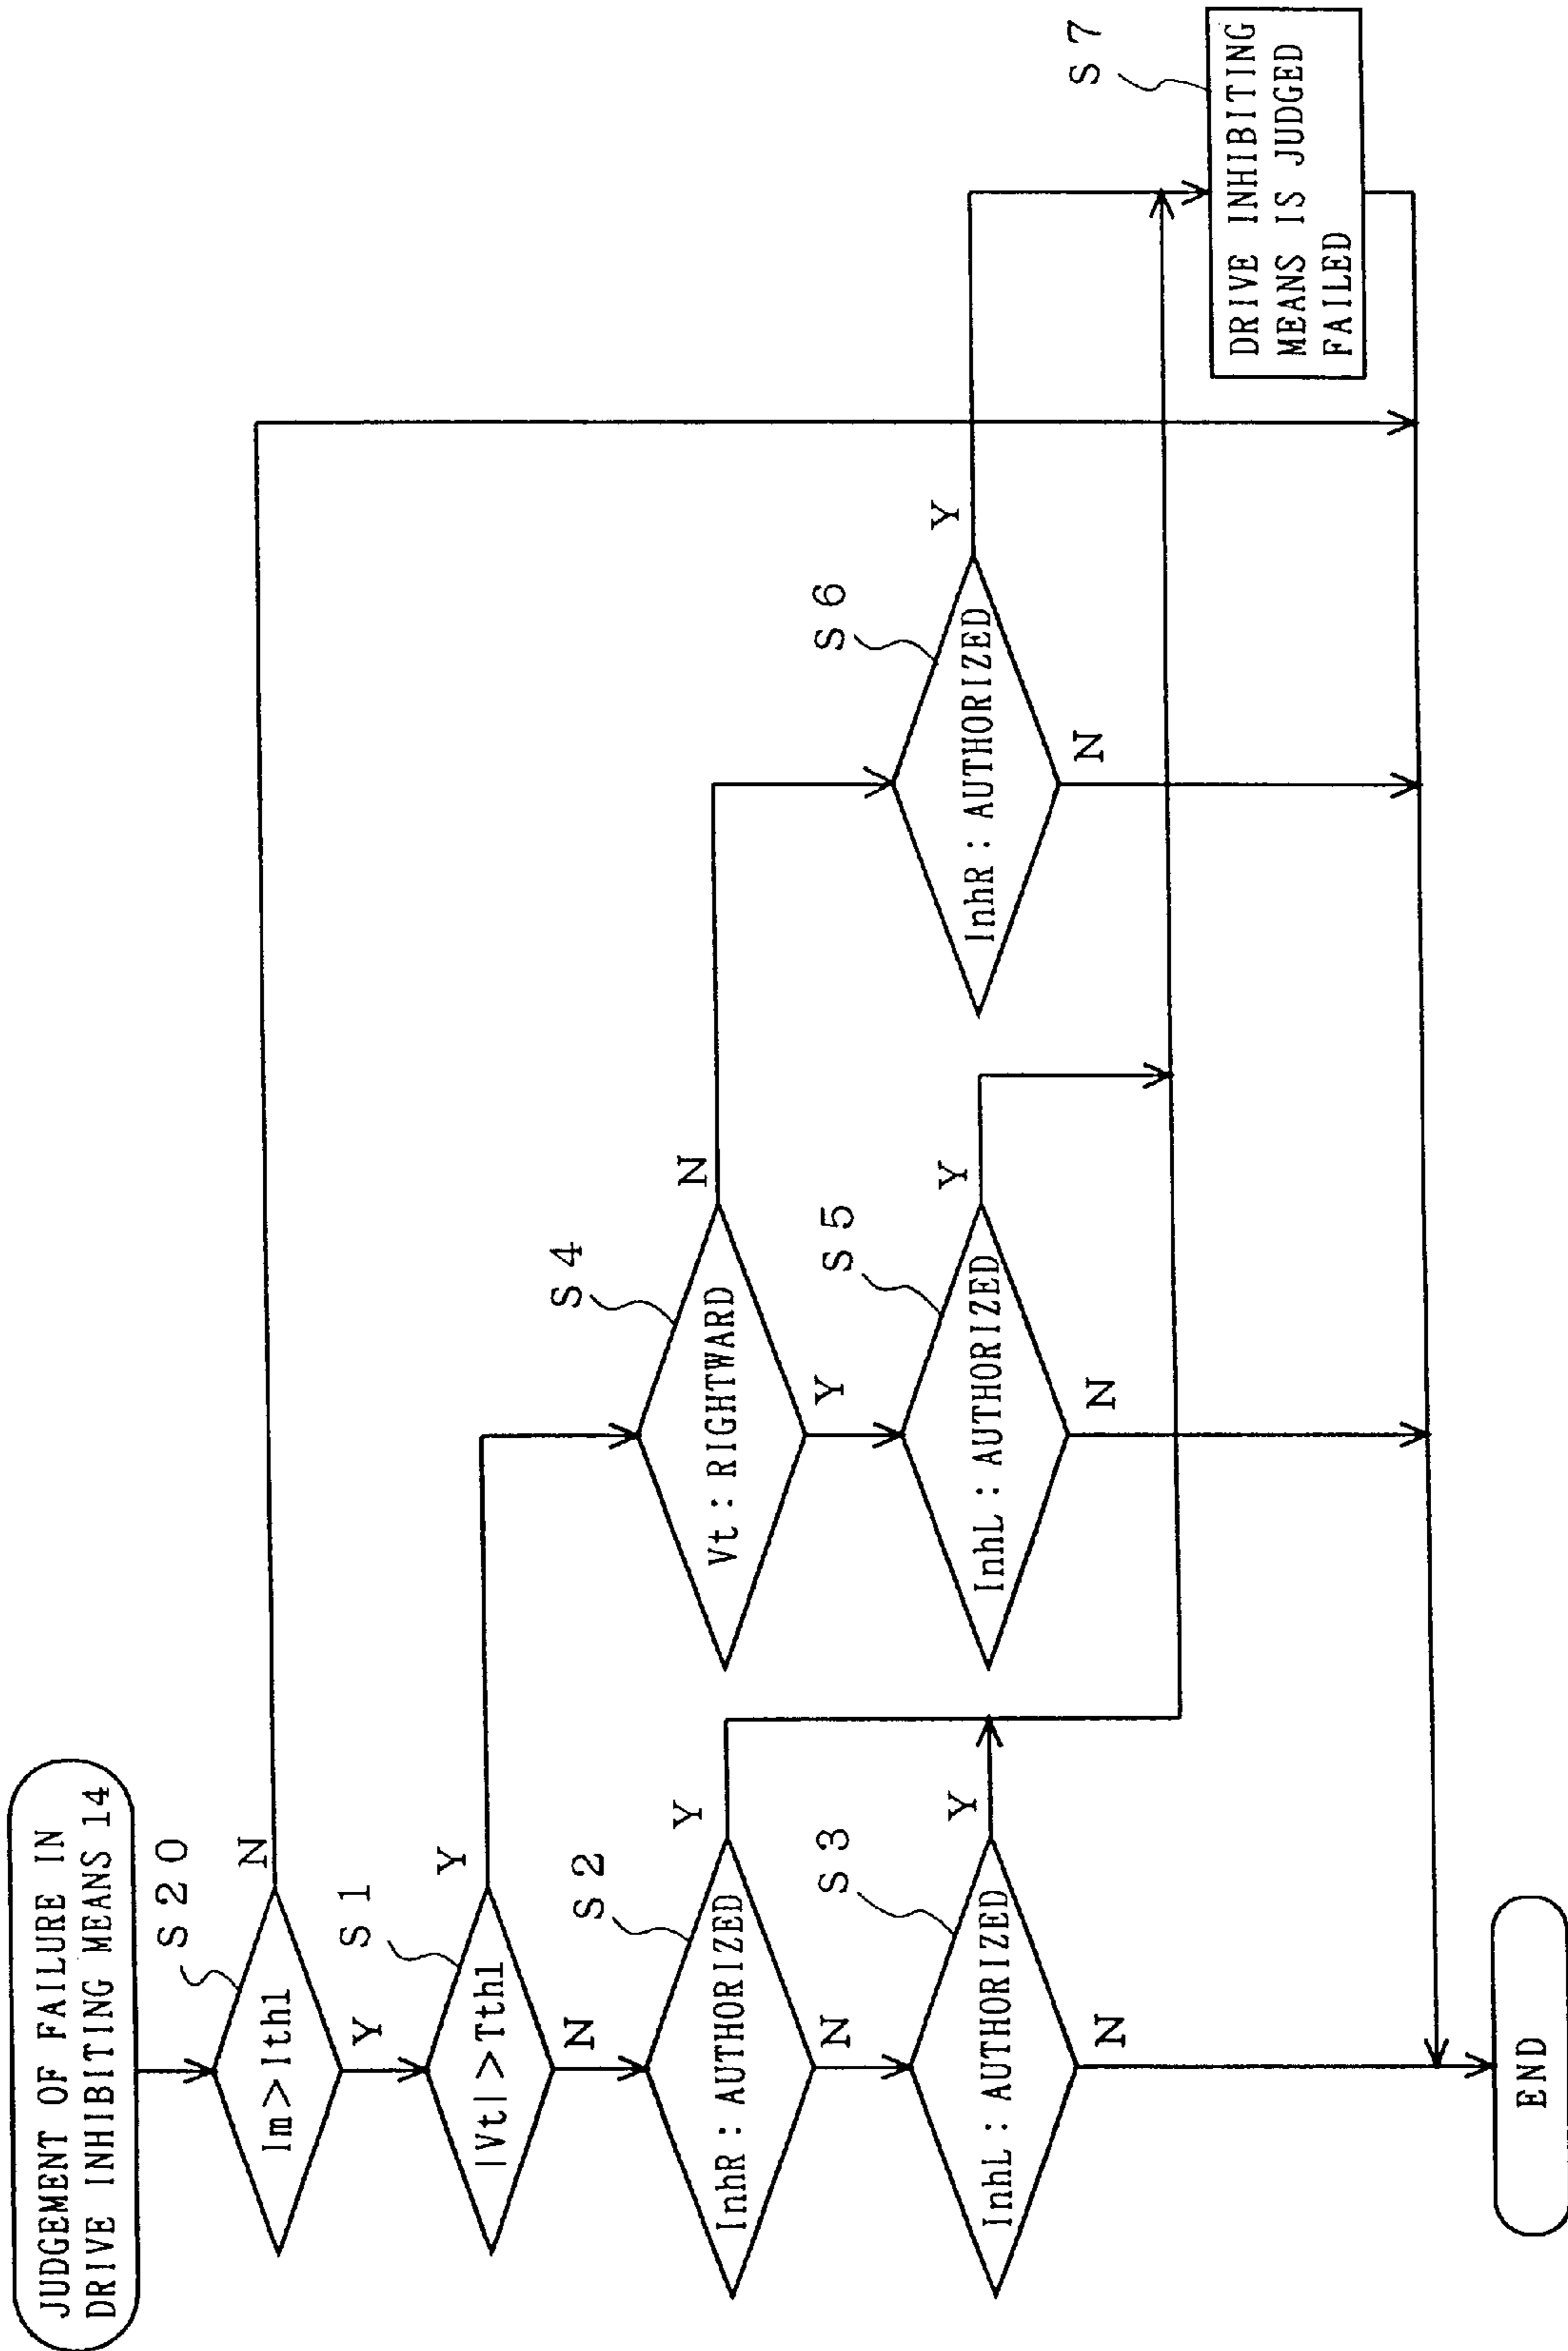 JUDGEMENT OF FAILURE IN
DRIVE INHIBITING MEANS 14
S20
Im>Ith1
N
Y
S1
|Vt|>Tth1
Y
N
S2
InhR: AUTHORIZED
Y
N
S3
InhL: AUTHORIZED
Y
N
S4
Vt: RIGHTWARD
N
Y
S5
InhL: AUTHORIZED
Y
N
S6
InhR: AUTHORIZED
Y
N
S7
DRIVE INHIBITING
MEANS IS JUDGED
FAILED
END